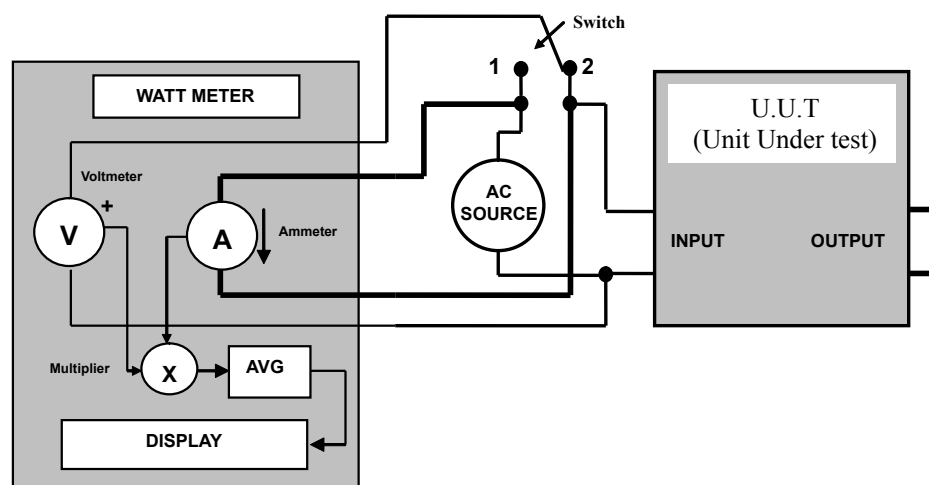 Switch
1
2
WATT METER
U.U.T
(Unit Under test)
Voltmeter
+
V
A
Ammeter
AC
SOURCE
INPUT
OUTPUT
Multiplier
X
AVG
DISPLAY